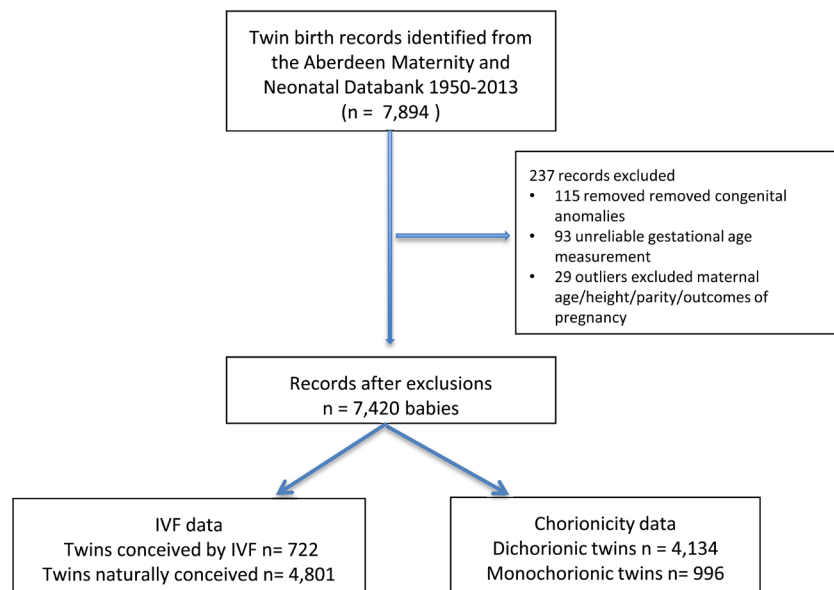 Twin birth records identified from
the Aberdeen Maternity and
Neonatal Databank 1950-2013
(n = 7,894 )
237 records excluded
• 115 removed removed congenital
anomalies
• 93 unreliable gestational age
measurement
• 29 outliers excluded maternal
age/height/parity/outcomes of
pregnancy
Records after exclusions
n = 7,420 babies
IVF data
Twins conceived by IVF n= 722
Twins naturally conceived n= 4,801
Chorionicity data
Dichorionic twins n = 4,134
Monochorionic twins n= 996